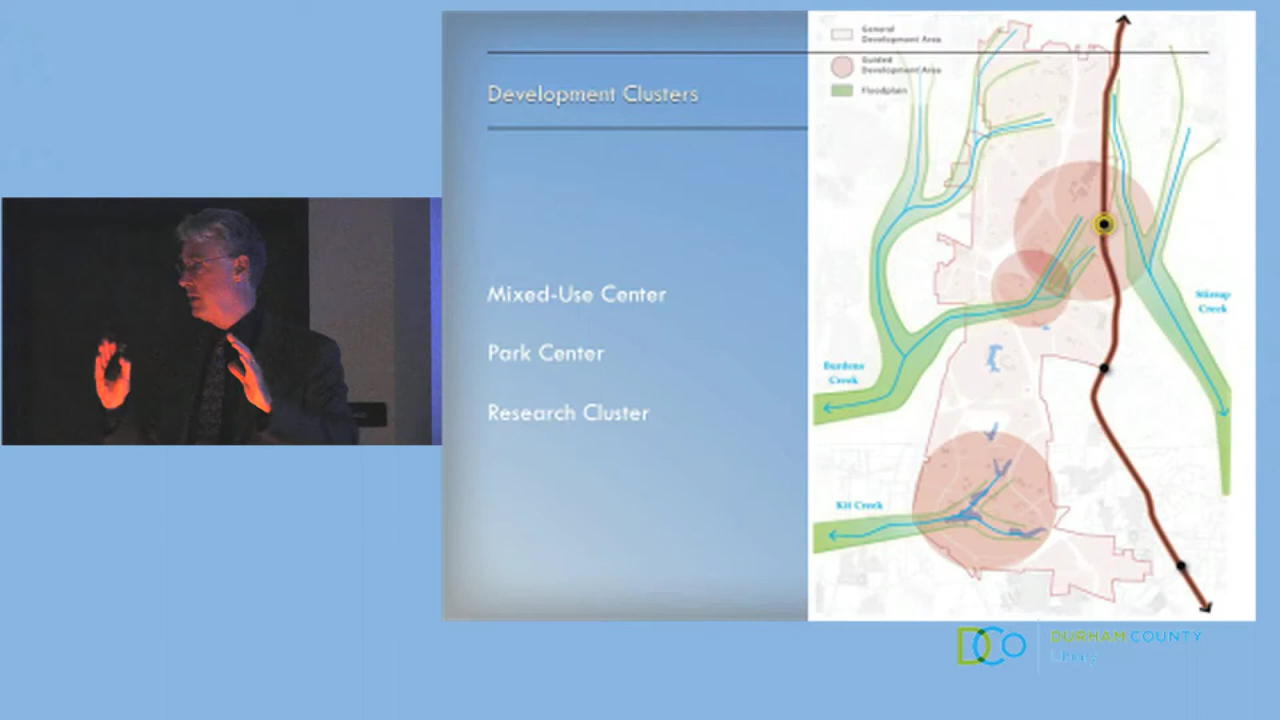 Development Clusters
Mixed-Use Center
Park Center
Research Cluster
General
Development Area
Guided
Development Area
Floodplain
Stirrup
Creek
Burdens
Creek
Kit Creek
DCo
DURHAM COUNTY
Library